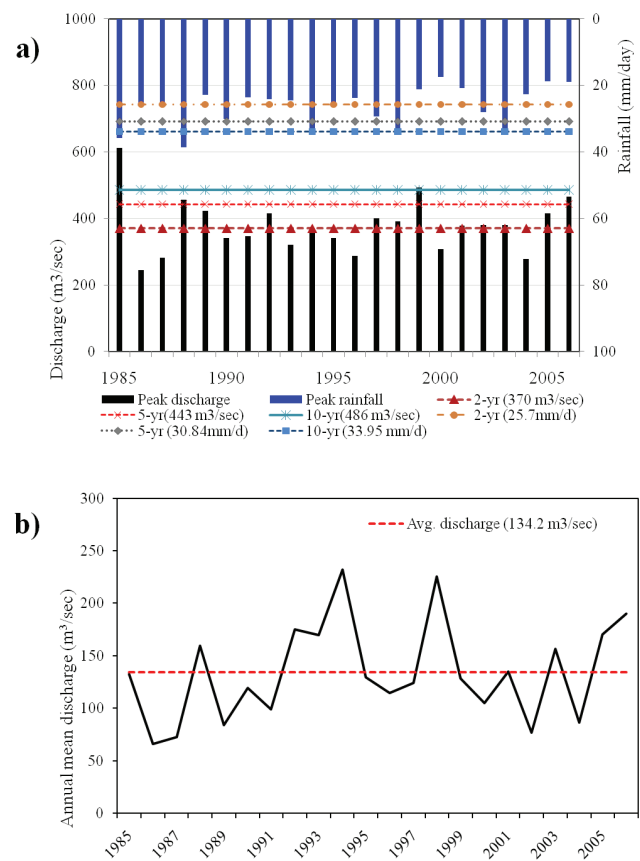 a)
1000
800
600
400
200
0
Discharge (m3/sec)
0
20
40
60
80
100
Rainfall (mm/day)
1985 1990 1995 2000 2005
Peak discharge Peak rainfall 2-yr (370 m3/sec)
5-yr(443 m3/sec) 10-yr(486 m3/sec) 2-yr (25.7mm/d)
5-yr (30.84mm/d) 10-yr (33.95 mm/d)
b)
300
250
200
150
100
50
0
Annual mean discharge (m³/sec)
Avg. discharge (134.2 m3/sec)
1985 1987 1989 1991 1993 1995 1997 1999 2001 2003 2005